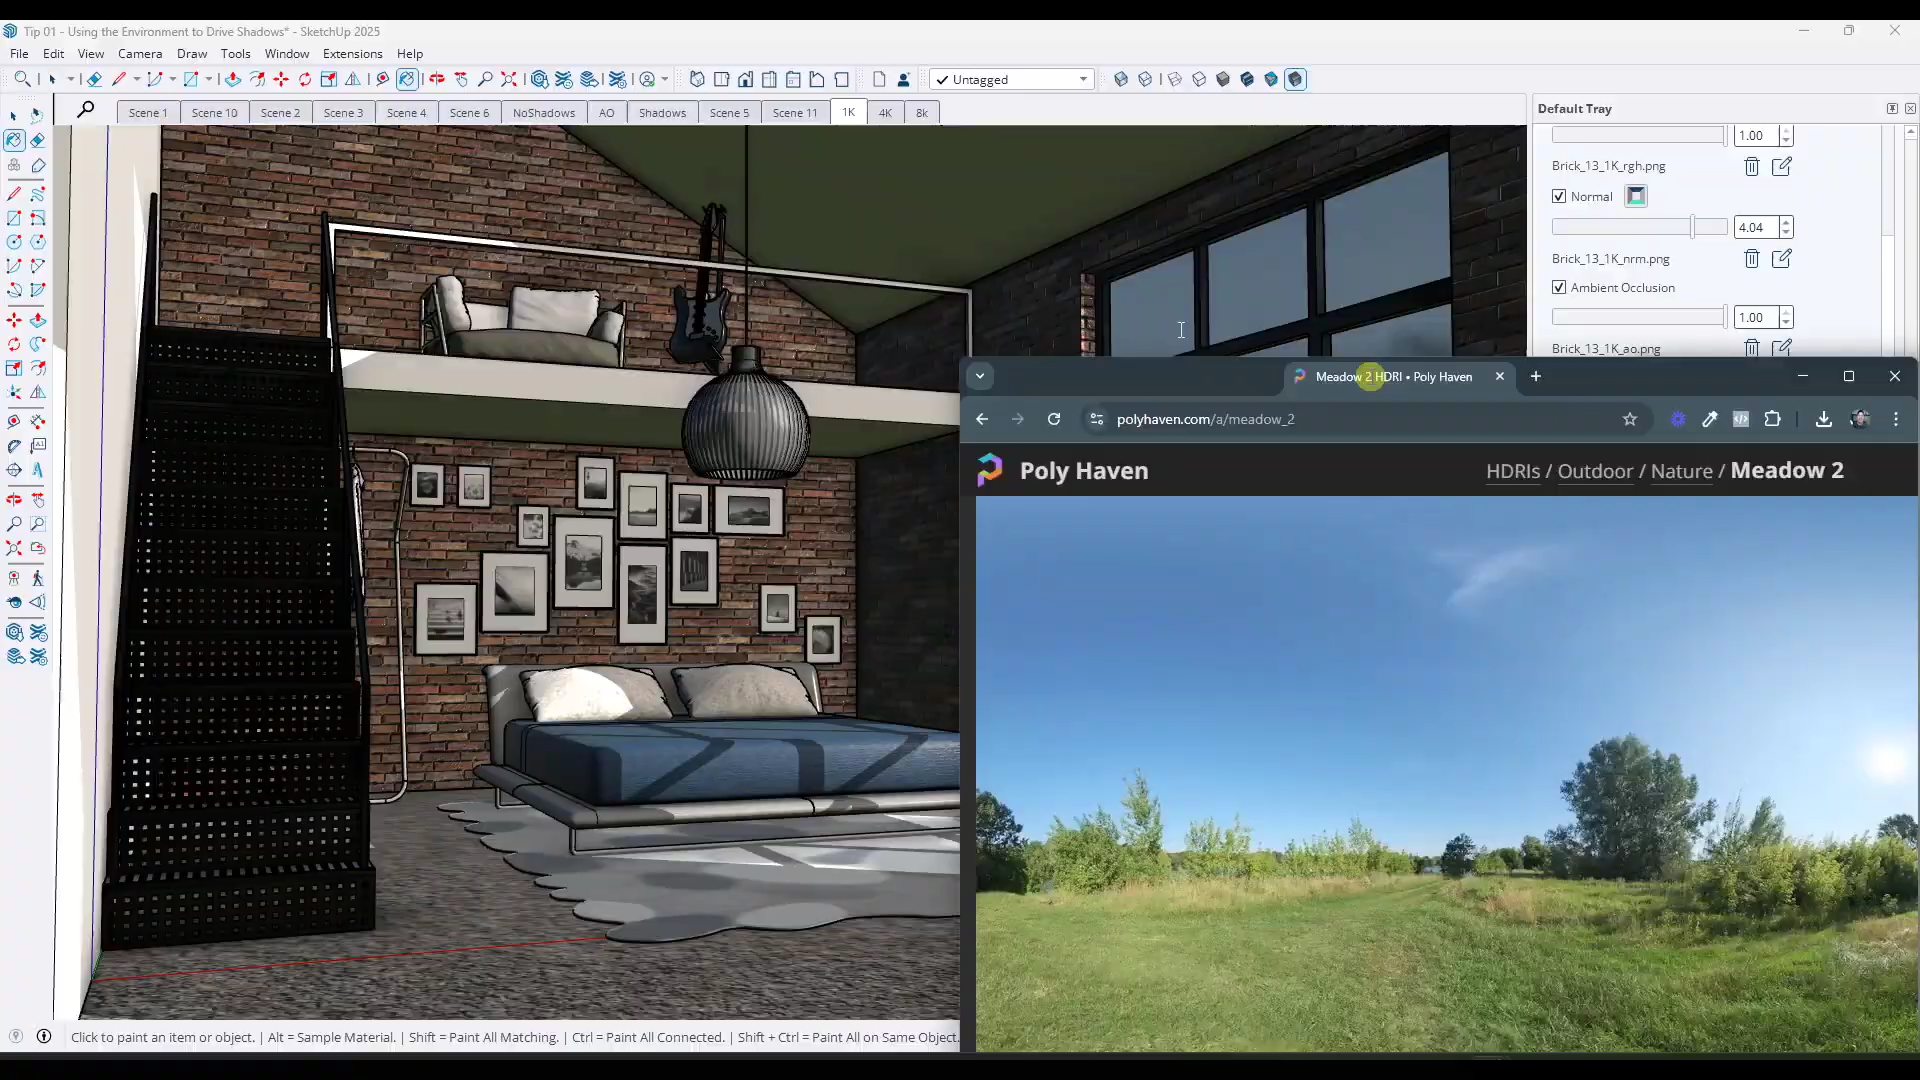 Tip 01 - Using the Environment to Drive Shadows* - SketchUp 2025
File Edit View Camera Draw Tools Window Extensions Help
Untagged
Scene 1 Scene 10 Scene 2 Scene 3 Scene 4 Scene 6 NoShadows AO Shadows Scene 5 Scene 11 1K 4K 8k
Default Tray
1.00
Brick_13_1K_rgh.png
Normal
4.04
Brick_13_1K_nrm.png
Ambient Occlusion
1.00
Brick_13_1K_ao.png
Meadow 2 HDRI • Poly Haven
polyhaven.com/a/meadow_2
Poly Haven
HDRIs / Outdoor / Nature / Meadow 2
Click to paint an item or object. | Alt = Sample Material. | Shift = Paint All Matching. | Ctrl = Paint All Connected. | Shift + Ctrl = Paint All on Same Object.